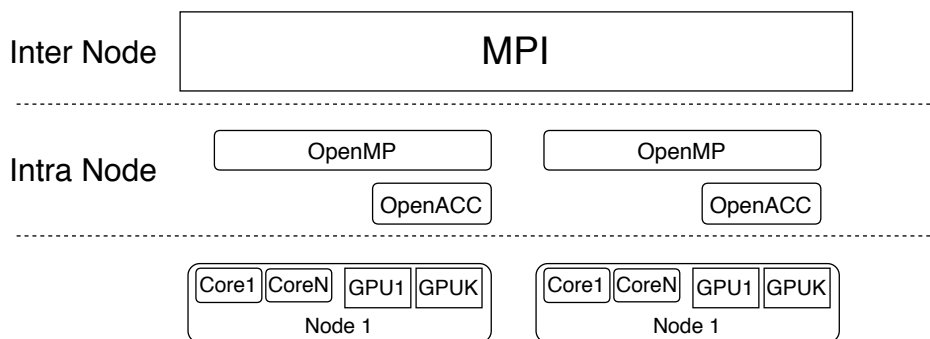 Inter Node
MPI
Intra Node
OpenMP OpenMP
OpenACC OpenACC
Core1 CoreN GPU1 GPUK Core1 CoreN GPU1 GPUK
Node 1 Node 1